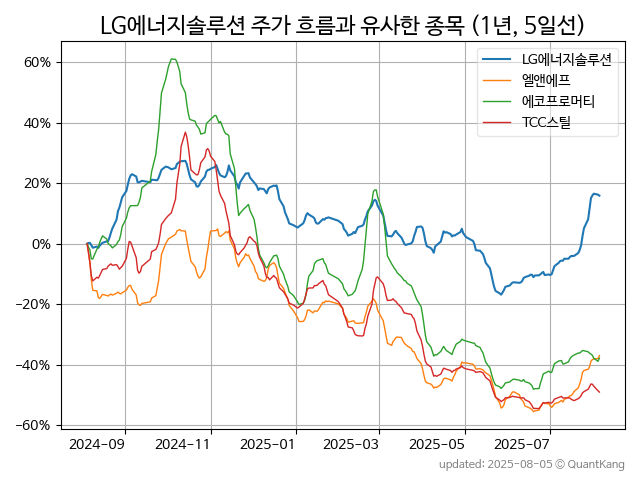 LG에너지솔루션 주가 흐름과 유사한 종목 (1년, 5일선)
LG에너지솔루션
엘앤에프
에코프로머티
TCC스틸
60%
40%
20%
0%
−20%
−40%
−60%
2024-09
2024-11
2025-01
2025-03
2025-05
2025-07
updated: 2025-08-05 © QuantKang